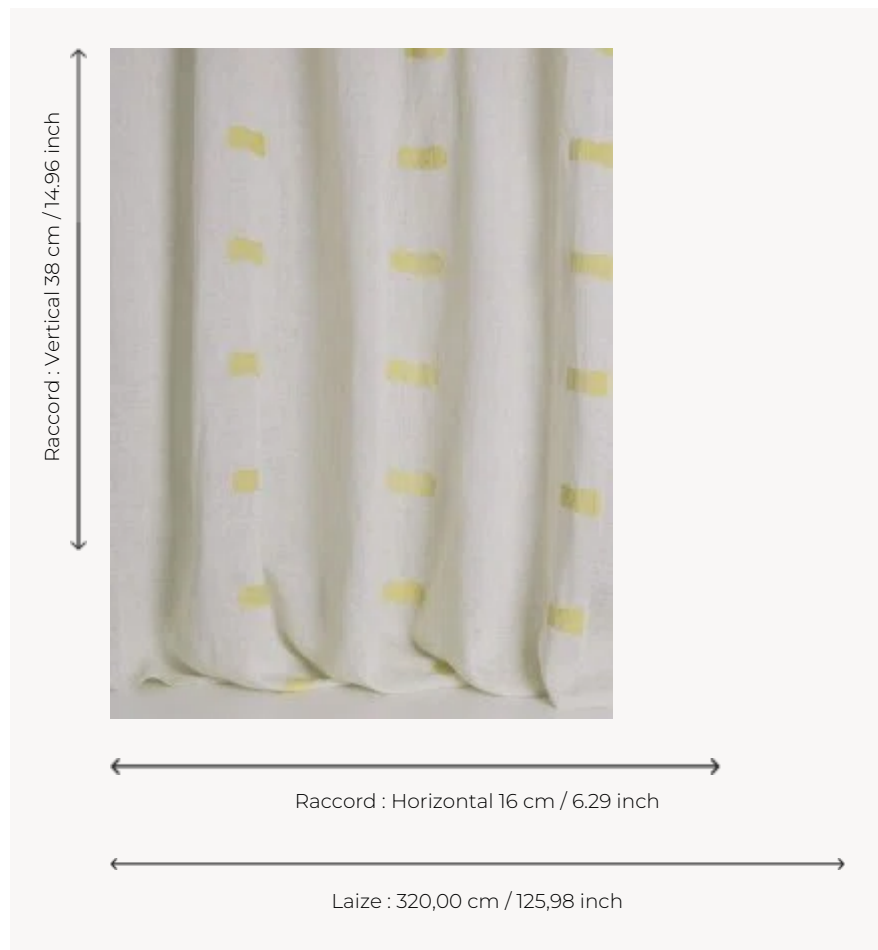 Raccord : Vertical 38 cm / 14.96 inch
Raccord : Horizontal 16 cm / 6.29 inch
Laize : 320,00 cm / 125,98 inch